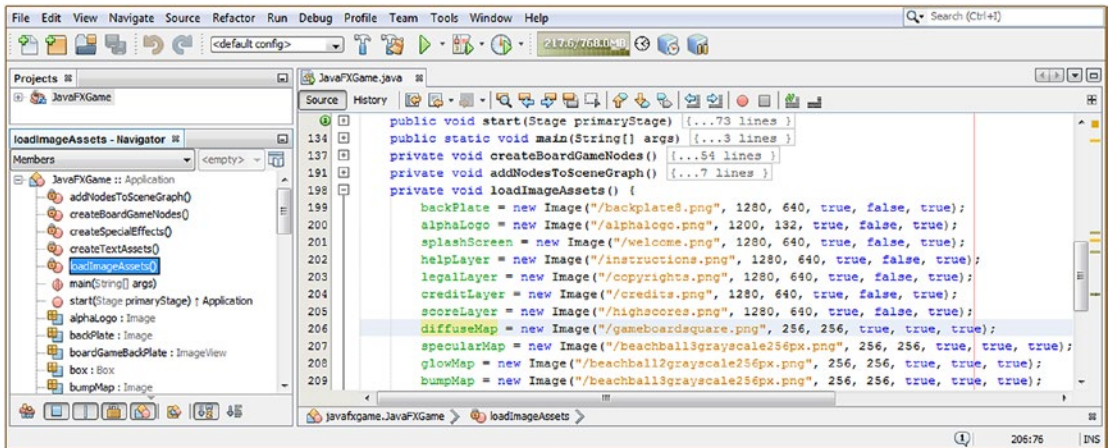 File Edit View Navigate Source Refactor Run Debug Profile Team Tools Window Help
Search (Ctrl+I)
<default config>
217.6/768.0MB
Projects
JavaFXGame
loadImageAssets - Navigator
Members
<empty>
JavaFXGame :: Application
addNodesToSceneGraph()
createBoardGameNodes()
createSpecialEffects()
createTextAssets()
loadImageAssets()
main(String[] args)
start(Stage primaryStage) ↑ Application
alphaLogo : Image
backPlate : Image
boardGameBackPlate : ImageView
box : Box
bumpMap : Image
JavaFXGame.java
Source History
public void start(Stage primaryStage) {...73 lines }
134 public static void main(String[] args) {...3 lines }
137 private void createBoardGameNodes() {...54 lines }
191 private void addNodesToSceneGraph() {...7 lines }
198 private void loadImageAssets() {
199 backPlate = new Image("/backplate8.png", 1280, 640, true, false, true);
200 alphaLogo = new Image("/alphalogo.png", 1200, 132, true, false, true);
201 splashScreen = new Image("/welcome.png", 1280, 640, true, false, true);
202 helpLayer = new Image("/instructions.png", 1280, 640, true, false, true);
203 legalLayer = new Image("/copyrights.png", 1280, 640, true, false, true);
204 creditLayer = new Image("/credits.png", 1280, 640, true, false, true);
205 scoreLayer = new Image("/highscores.png", 1280, 640, true, false, true);
206 diffuseMap = new Image("/gameboardsquare.png", 256, 256, true, true, true);
207 specularMap = new Image("/beachball3grayscale256px.png", 256, 256, true, true, true);
208 glowMap = new Image("/beachball2grayscale256px.png", 256, 256, true, true, true);
209 bumpMap = new Image("/beachball3grayscale256px.png", 256, 256, true, true, true);
javafxgame.JavaFXGame loadImageAssets
1 206:76 INS